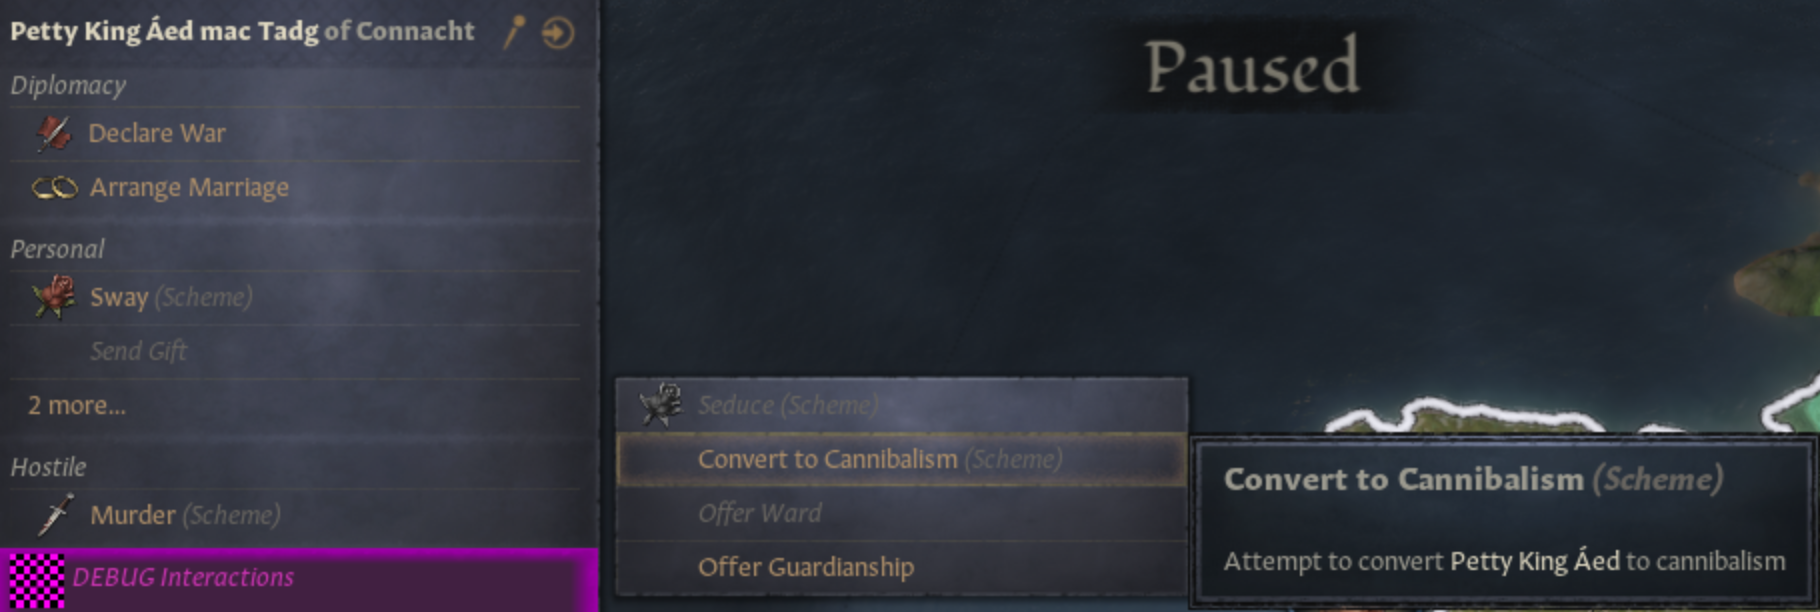 Petty King Áed mac Tadg of Connacht
Paused
Diplomacy
Declare War
Arrange Marriage
Personal
Sway (Scheme)
Send Gift
2 more...
Hostile
Murder (Scheme)
DEBUG Interactions
Seduce (Scheme)
Convert to Cannibalism (Scheme)
Offer Ward
Offer Guardianship
Convert to Cannibalism (Scheme)
Attempt to convert Petty King Áed to cannibalism